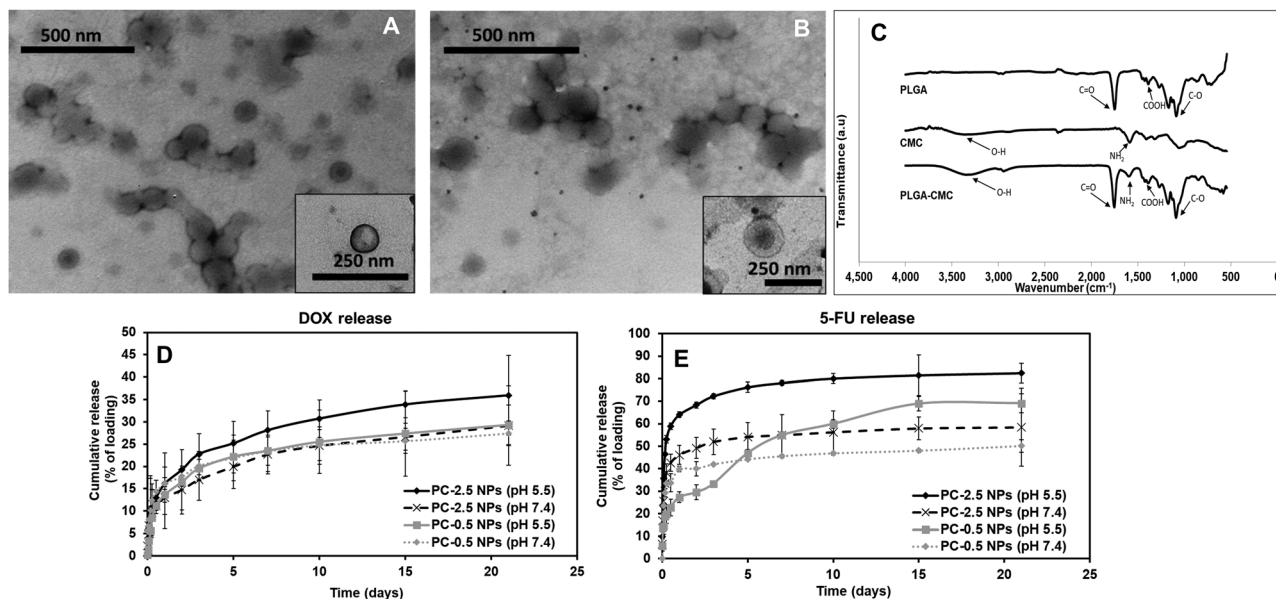 A
500 nm
250 nm
B
500 nm
250 nm
C
Transmittance (a.u)
PLGA
C=O
COOH
C-O
CMC
O-H
NH₂
PLGA-CMC
O-H
C=O
NH₂
COOH
C-O
4,500 4,000 3,500 3,000 2,500 2,000 1,500 1,000 500 0
Wavenumber (cm⁻¹)
DOX release
D
Cumulative release
(% of loading)
50
45
40
35
30
25
20
15
10
5
0
PC-2.5 NPs (pH 5.5)
PC-2.5 NPs (pH 7.4)
PC-0.5 NPs (pH 5.5)
PC-0.5 NPs (pH 7.4)
0 5 10 15 20 25
Time (days)
5-FU release
E
Cumulative release
(% of loading)
100
90
80
70
60
50
40
30
20
10
0
PC-2.5 NPs (pH 5.5)
PC-2.5 NPs (pH 7.4)
PC-0.5 NPs (pH 5.5)
PC-0.5 NPs (pH 7.4)
0 5 10 15 20 25
Time (days)